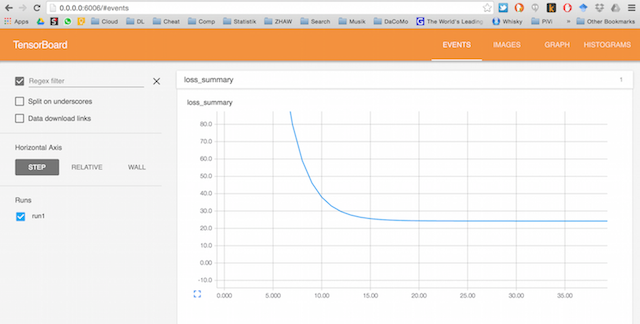 0.0.0.0:6006/#events
Apps Cloud DL Cheat Comp Statistik ZHAW Search Musik DaCoMo The World's Leading Whisky PiVi » Other Bookmarks
TensorBoard EVENTS IMAGES GRAPH HISTOGRAMS
Regex filter
Split on underscores
Data download links
Horizontal Axis
STEP RELATIVE WALL
Runs
run1
loss_summary 1
loss_summary
80.0
70.0
60.0
50.0
40.0
30.0
20.0
10.0
0.00
-10.0
0.000 5.000 10.00 15.00 20.00 25.00 30.00 35.00